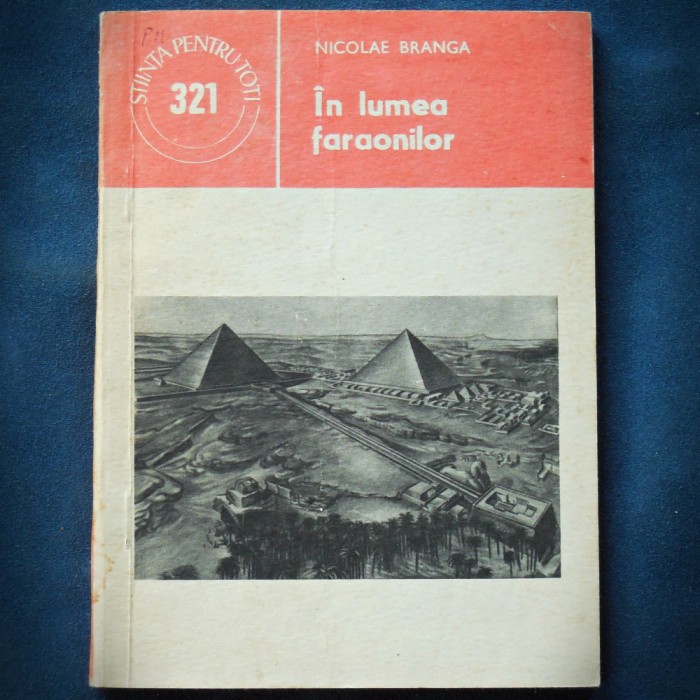 ȘTIINȚA PENTRU TOȚI
321
NICOLAE BRANGA
În lumea
faraonilor